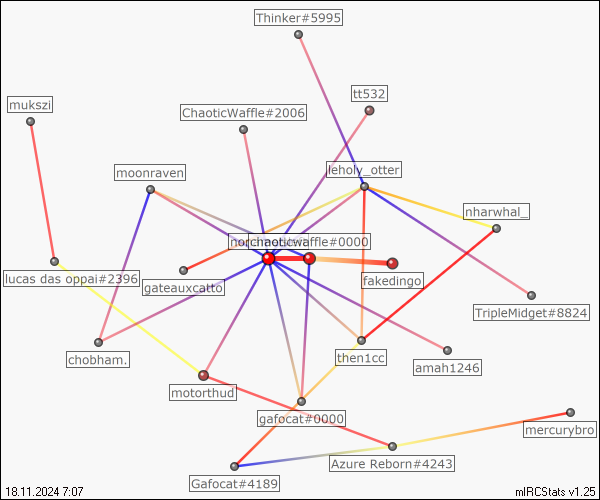 Thinker#5995
tt532
mukszi
ChaoticWaffle#2006
leholy_otter
moonraven
nharwhal_
chaoticwaffle#0000
lucas das oppai#2396
gateauxcatto
fakedingo
TripleMidget#8824
chobham.
then1cc
amah1246
motorthud
gafocat#0000
mercurybro
Azure Reborn#4243
Gafocat#4189
18.11.2024 7:07
mIRCStats v1.25